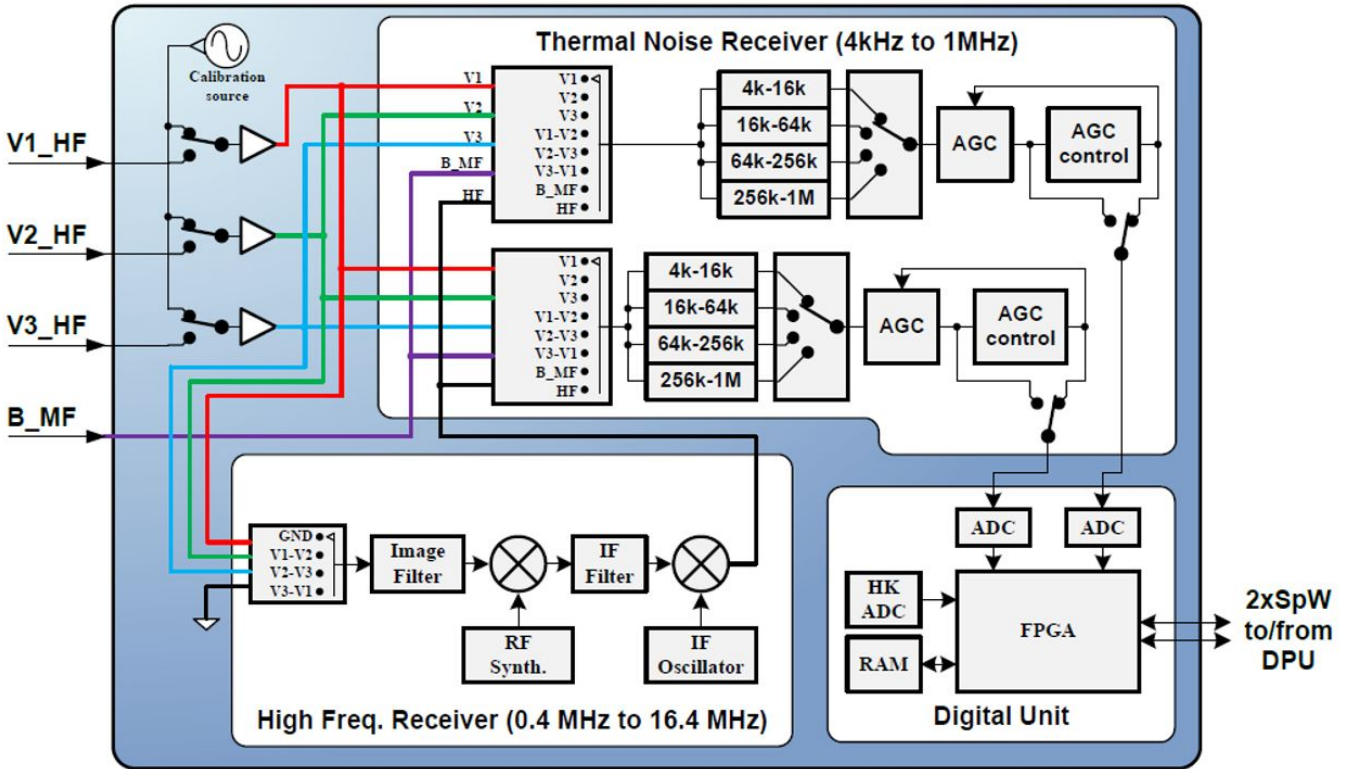 Thermal Noise Receiver (4kHz to 1MHz)
Calibration
source
V1_HF
V2_HF
V3_HF
B_MF
V1
V2
V3
B_MF
HF
V1
V2
V3
V1-V2
V2-V3
V3-V1
B_MF
HF
4k-16k
16k-64k
64k-256k
256k-1M
AGC
AGC
control
V1
V2
V3
V1-V2
V2-V3
V3-V1
B_MF
HF
4k-16k
16k-64k
64k-256k
256k-1M
AGC
AGC
control
GND
V1-V2
V2-V3
V3-V1
Image
Filter
IF
Filter
RF
Synth.
IF
Oscillator
High Freq. Receiver (0.4 MHz to 16.4 MHz)
ADC
ADC
HK
ADC
RAM
FPGA
Digital Unit
2xSpW
to/from
DPU